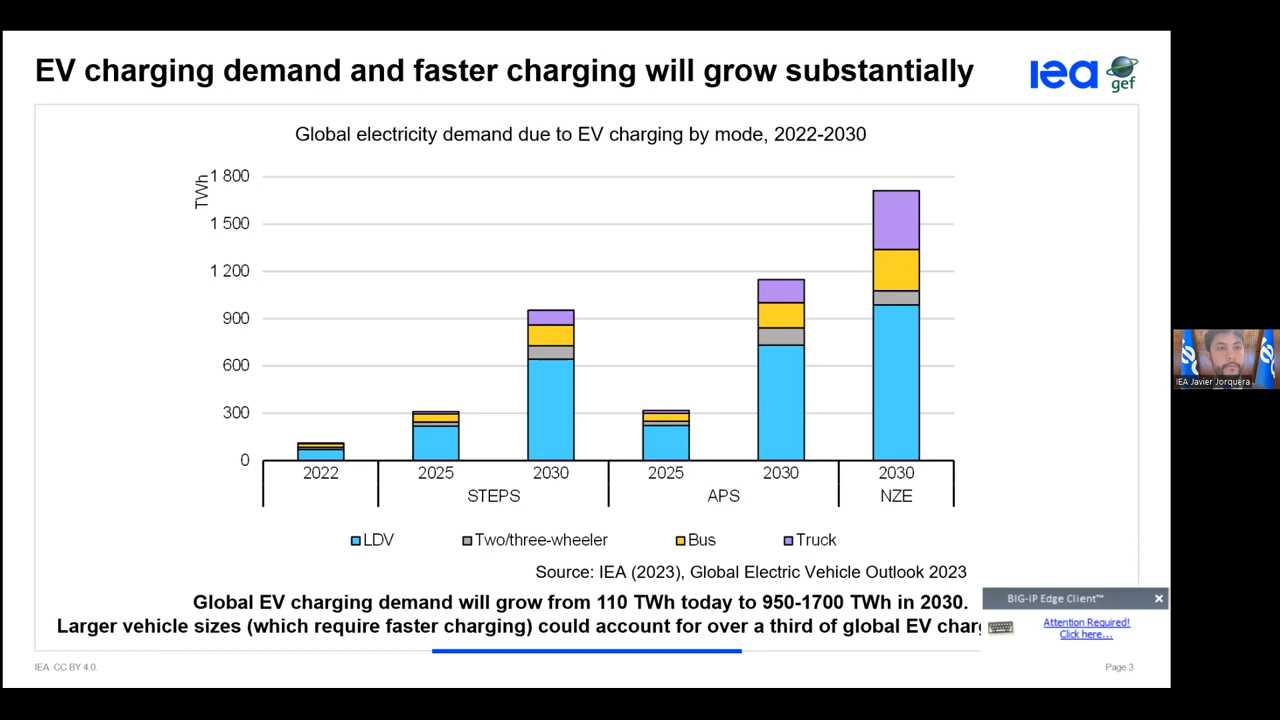 EV charging demand and faster charging will grow substantially
iea
gef
Global electricity demand due to EV charging by mode, 2022-2030
TWh
1 800
1 500
1 200
900
600
300
0
2022
2025
2030
2025
2030
2030
STEPS
APS
NZE
LDV
Two/three-wheeler
Bus
Truck
Source: IEA (2023), Global Electric Vehicle Outlook 2023
Global EV charging demand will grow from 110 TWh today to 950-1700 TWh in 2030.
Larger vehicle sizes (which require faster charging) could account for over a third of global EV
IEA. CC BY 4.0.
Page 3
BIG-IP Edge Client™
Attention Required!
Click here...
IEA Javier Jorquera